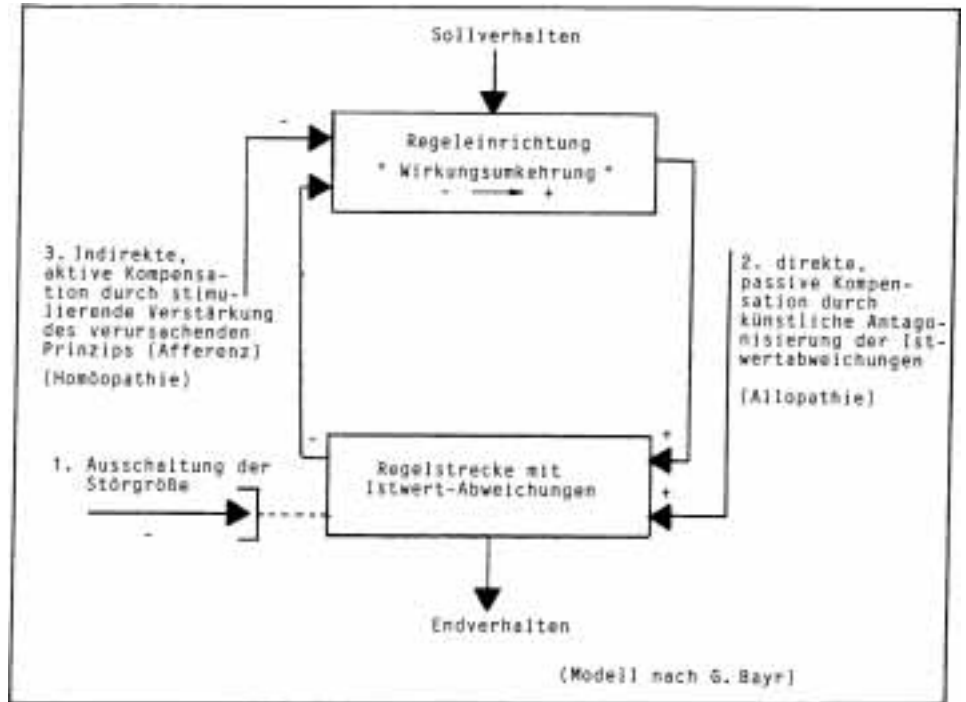 Sollverhalten
-
Regeleinrichtung
" Wirkungsumkehrung "
- +
3. Indirekte,
aktive Kompensa-
tion durch stimu-
lierende Verstärkung
des verursachenden
Prinzips (Afferenz)
(Homöopathie)
2. direkte,
passive Kompen-
sation durch
künstliche Antago-
nisierung der Ist-
wertabweichungen
(Allopathie)
-
+
1. Ausschaltung der
Störgröße
-
Regelstrecke mit
Istwert-Abweichungen
+
Endverhalten
(Modell nach G. Bayr)